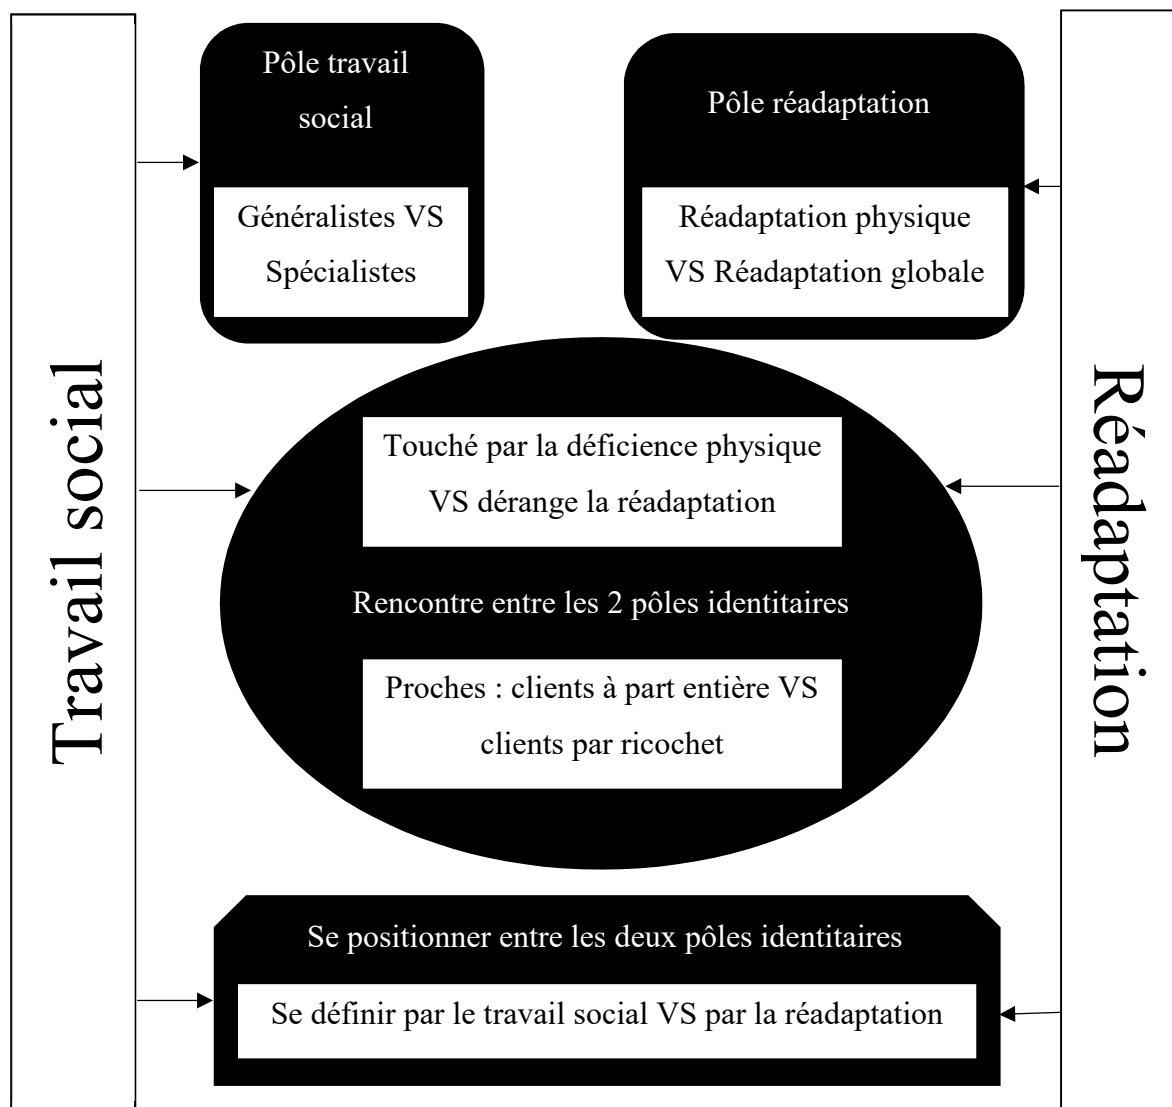 Travail social
Pôle travail
social
Généralistes VS
Spécialistes
Pôle réadaptation
Réadaptation physique
VS Réadaptation globale
Touché par la déficience physique
VS dérange la réadaptation
Rencontre entre les 2 pôles identitaires
Proches : clients à part entière VS
clients par ricochet
Se positionner entre les deux pôles identitaires
Se définir par le travail social VS par la réadaptation
Réadaptation